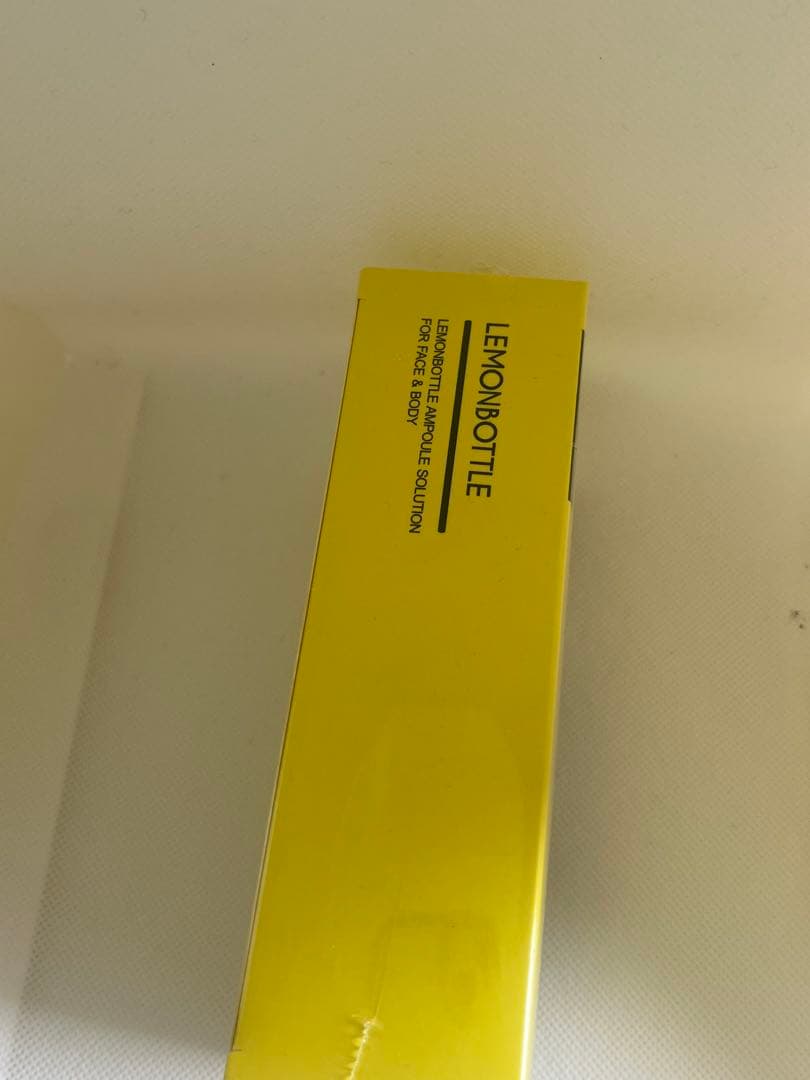 LEMONBOTTLE
LEMONBOTTLE AMPOULE SOLUTION
FOR FACE & BODY